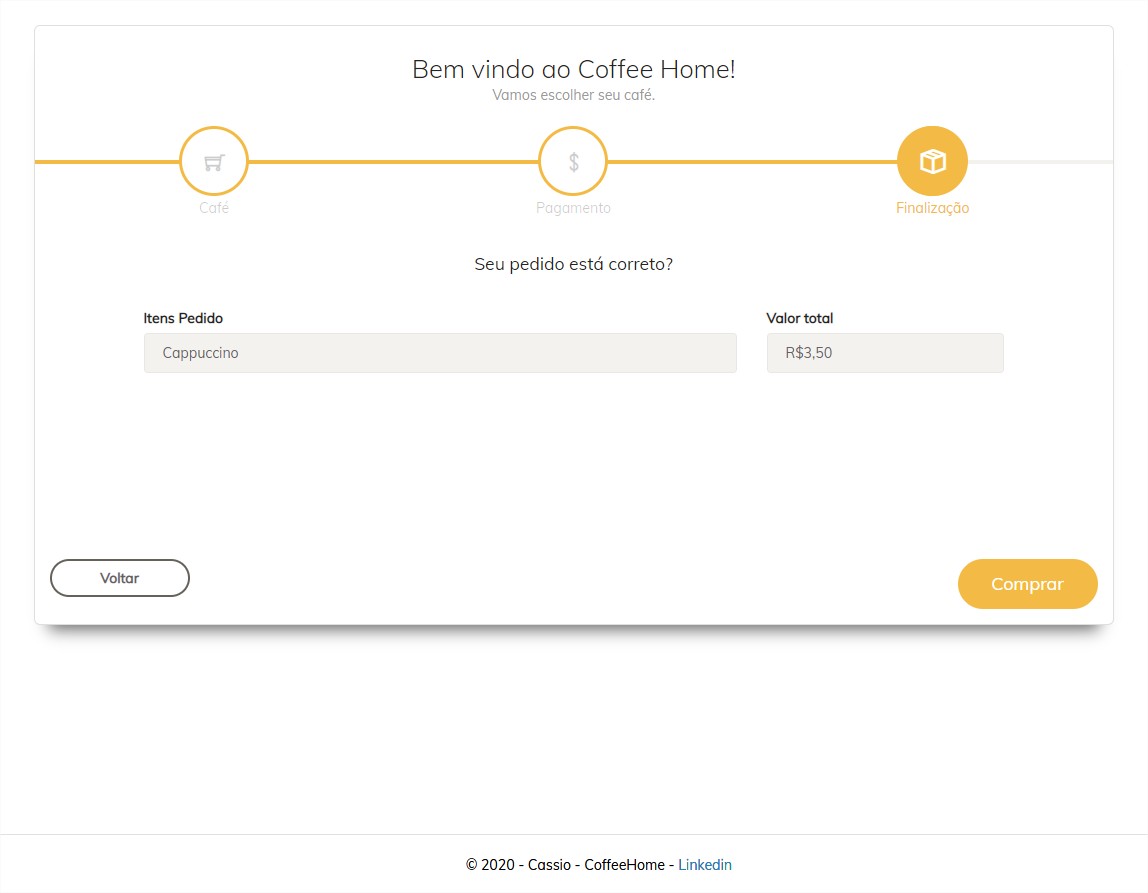 Bem vindo ao Coffee Home!
Vamos escolher seu café.
Café
$
Pagamento
Finalização
Seu pedido está correto?
Itens Pedido
Valor total
Cappuccino
R$3,50
Voltar
Comprar
© 2020 - Cassio - CoffeeHome - Linkedin